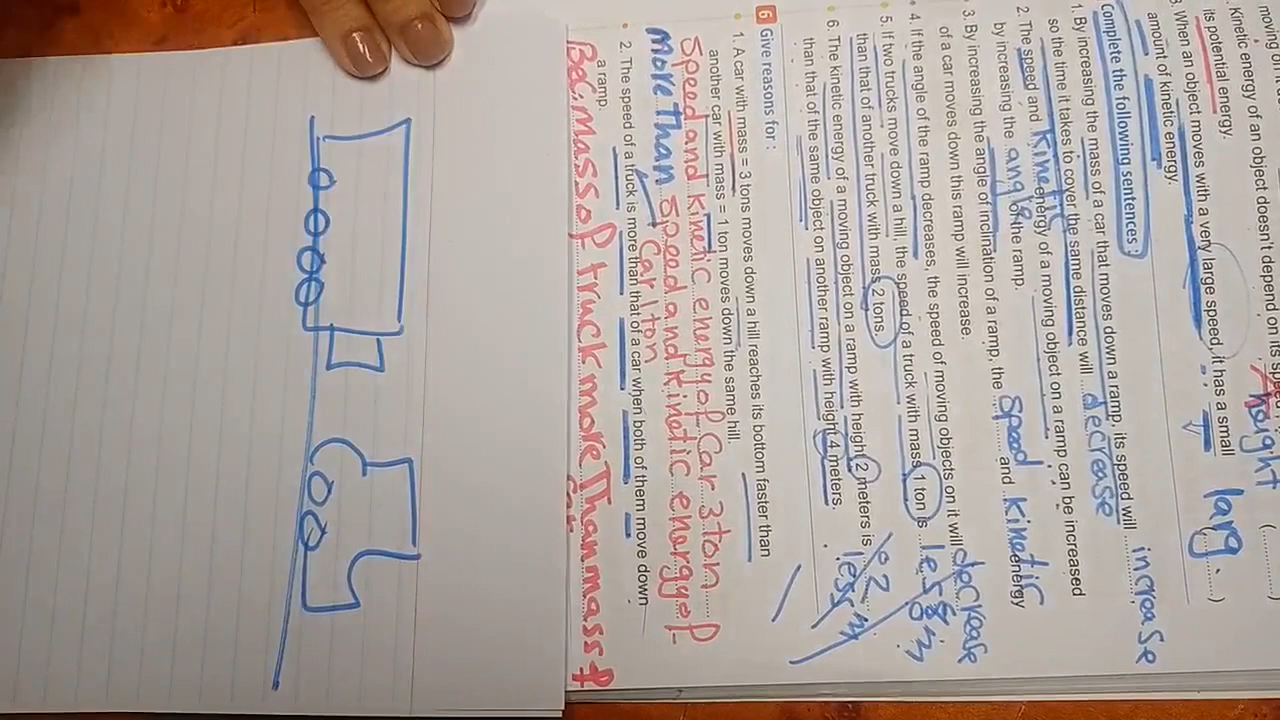 moving on
. Kinetic energy of an object doesn't depend on its
height
its potential energy. (......)
3. When an object moves with a very large speed, it has a small larg.
amount of kinetic energy. (......)
Complete the following sentences :
1. By increasing the mass of a car that moves down a ramp, its speed will increase
so the time it takes to cover the same distance will decrease
2. The speed and kinetic energy of a moving object on a ramp can be increased
by increasing the angle of the ramp.
3. By increasing the angle of inclination of a ramp, the speed and kinetic energy
of a car moves down this ramp will increase.
4. If the angle of the ramp decreases, the speed of moving objects on it will decrease
5. If two trucks move down a hill, the speed of a truck with mass 1 ton is less
than that of another truck with mass 2 tons.
6. The kinetic energy of a moving object on a ramp with height 2 meters is less
than that of the same object on another ramp with height 4 meters.
6 Give reasons for :
1. A car with mass = 3 tons moves down a hill reaches its bottom faster than
another car with mass = 1 ton moves down the same hill.
Speed and kinetic energy of Car 3 ton
more Than speed and kinetic energy of
Car 1 ton
2. The speed of a truck is more than that of a car when both of them move down
a ramp.
Bec. mass of truck more Than mass of
Car